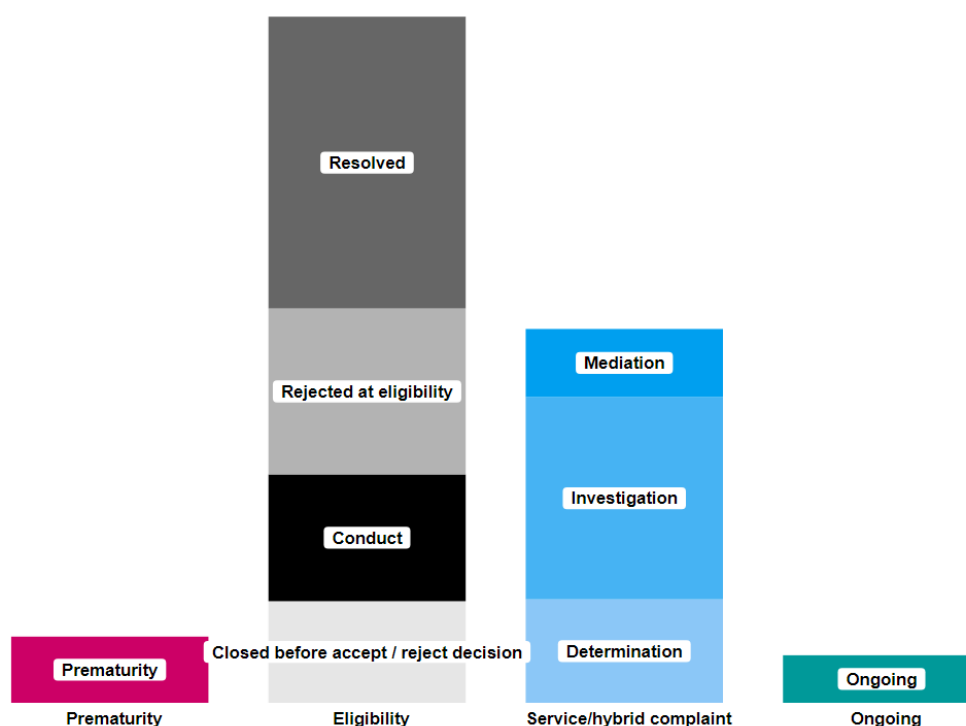 Resolved
Rejected at eligibility
Conduct
Closed before accept / reject decision
Mediation
Investigation
Determination
Prematurity
Ongoing
Prematurity
Eligibility
Service/hybrid complaint
Ongoing